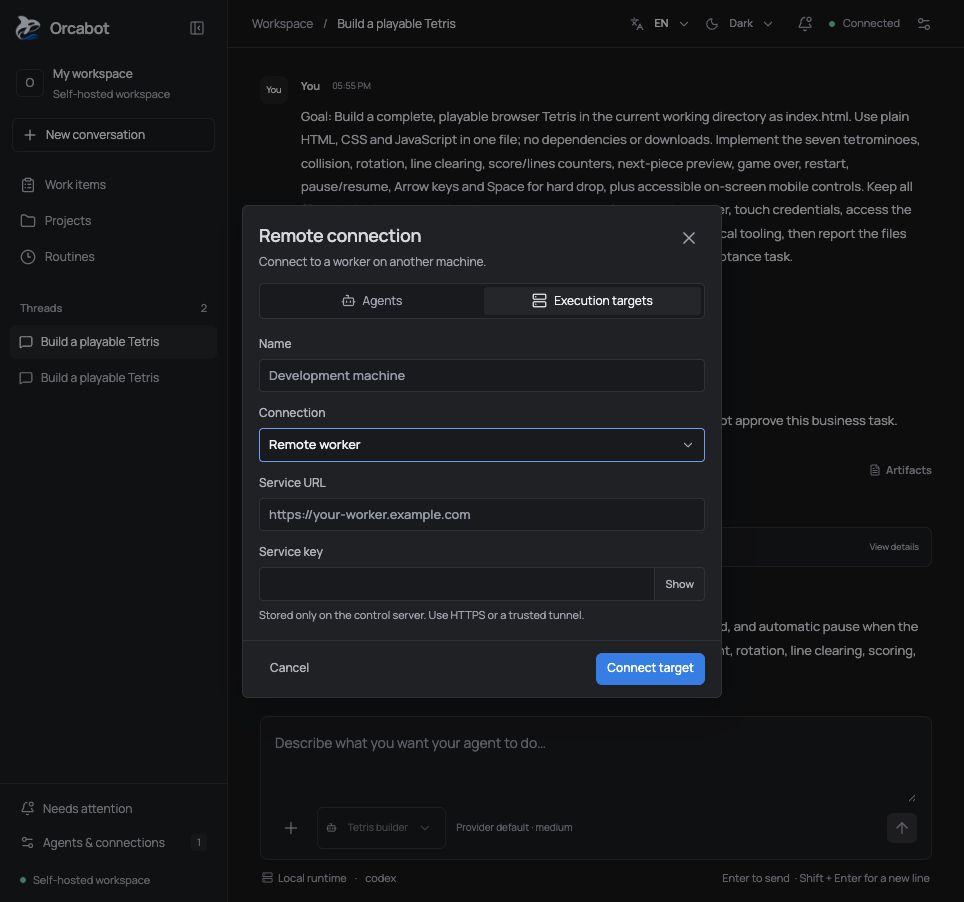 Orcabot
Workspace / Build a playable Tetris
EN
Dark
Connected
O
My workspace
Self-hosted workspace
New conversation
Work items
Projects
Routines
Threads 2
Build a playable Tetris
Build a playable Tetris
You
You 05:55 PM
Goal: Build a complete, playable browser Tetris in the current working directory as index.html. Use plain
HTML, CSS and JavaScript in one file; no dependencies or downloads. Implement the seven tetrominoes,
collision, rotation, line clearing, score/lines counters, next-piece preview, game over, restart,
pause/resume, Arrow keys and Space for hard drop, plus accessible on-screen mobile controls. Keep all
er, touch credentials, access the
cal tooling, then report the files
ptance task.
Remote connection
Connect to a worker on another machine.
Agents
Execution targets
Name
Development machine
Connection
Remote worker
Service URL
https://your-worker.example.com
Service key
Show
Stored only on the control server. Use HTTPS or a trusted tunnel.
Cancel
Connect target
ot approve this business task.
Artifacts
View details
d, and automatic pause when the
t, rotation, line clearing, scoring,
Describe what you want your agent to do...
Tetris builder
Provider default · medium
Local runtime · codex
Enter to send · Shift + Enter for a new line
Needs attention
Agents & connections 1
Self-hosted workspace